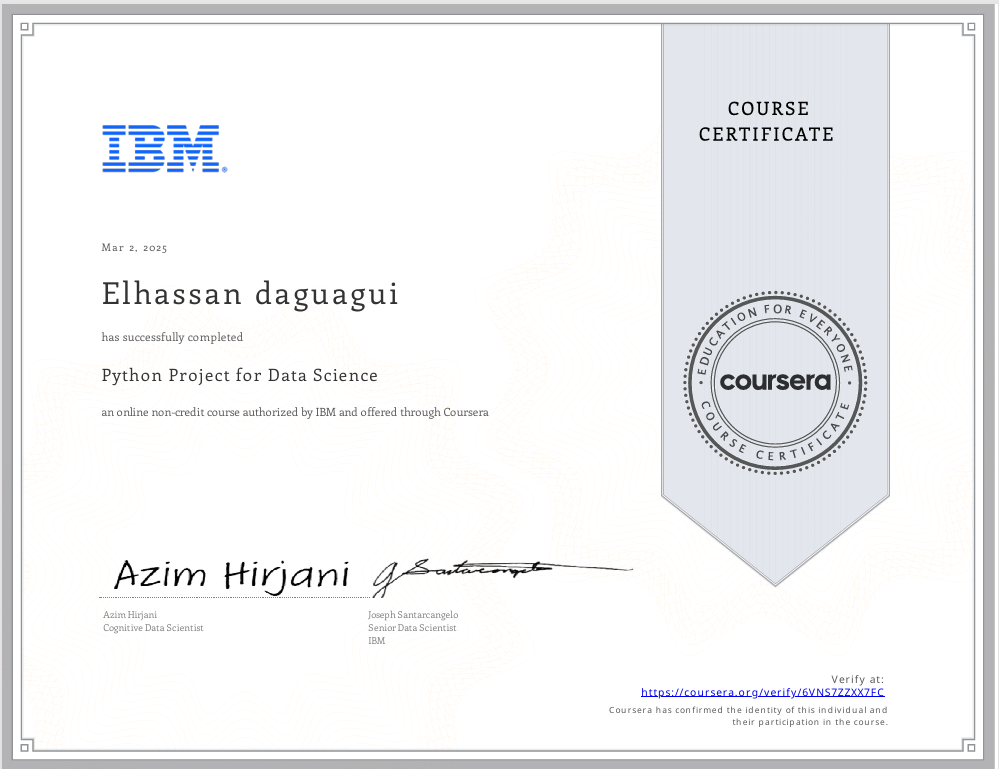 COURSE
CERTIFICATE
IBM®
Mar 2, 2025
Elhassan daguagui
has successfully completed
Python Project for Data Science
an online non-credit course authorized by IBM and offered through Coursera
EDUCATION FOR EVERYONE
coursera
COURSE CERTIFICATE
Azim Hirjani
J Santarcangelo
Azim Hirjani
Cognitive Data Scientist
Joseph Santarcangelo
Senior Data Scientist
IBM
Verify at:
https://coursera.org/verify/6VNS7ZZXX7FC
Coursera has confirmed the identity of this individual and
their participation in the course.